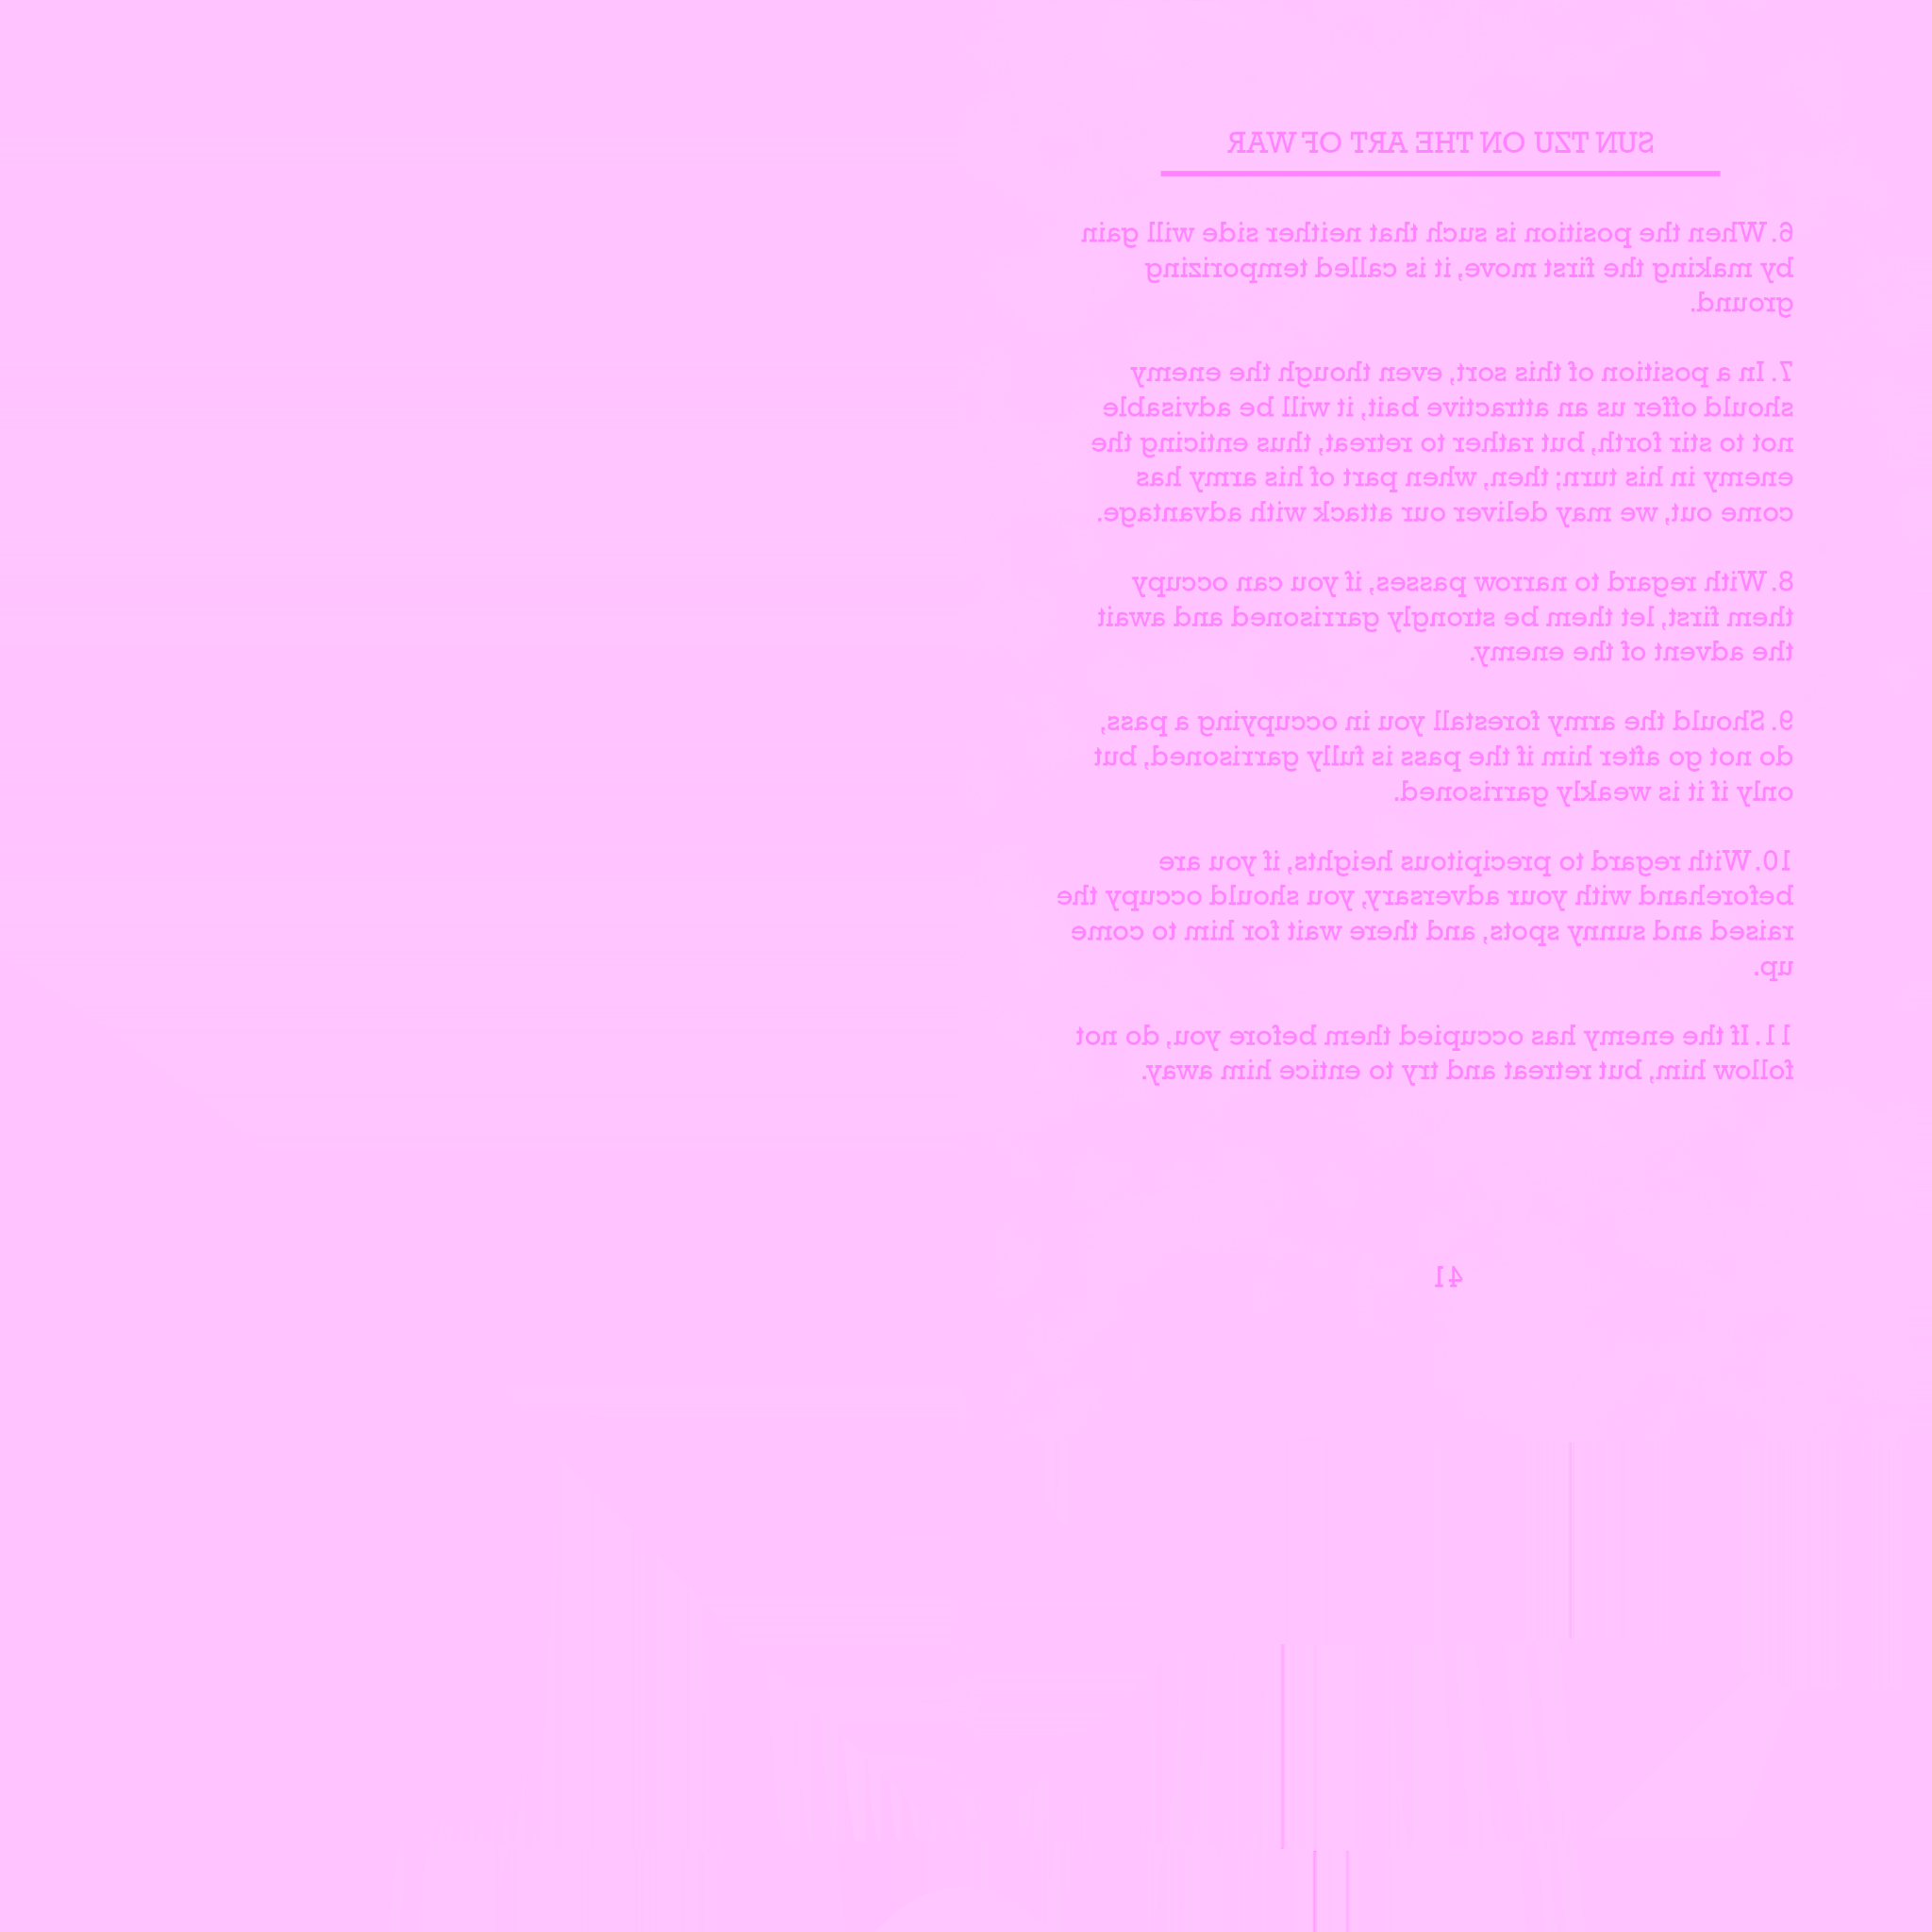 SUN TZU ON THE ART OF WAR
6. When the position is such that neither side will gain
by making the first move, it is called temporizing
ground.
7. In a position of this sort, even though the enemy
should offer us an attractive bait, it will be advisable
not to stir forth, but rather to retreat, thus enticing the
enemy in his turn; then, when part of his army has
come out, we may deliver our attack with advantage.
8. With regard to narrow passes, if you can occupy
them first, let them be strongly garrisoned and await
the advent of the enemy.
9. Should the army forestall you in occupying a pass,
do not go after him if the pass is fully garrisoned, but
only if it is weakly garrisoned.
10. With regard to precipitous heights, if you are
beforehand with your adversary, you should occupy the
raised and sunny spots, and there wait for him to come
up.
11. If the enemy has occupied them before you, do not
follow him, but retreat and try to entice him away.
41